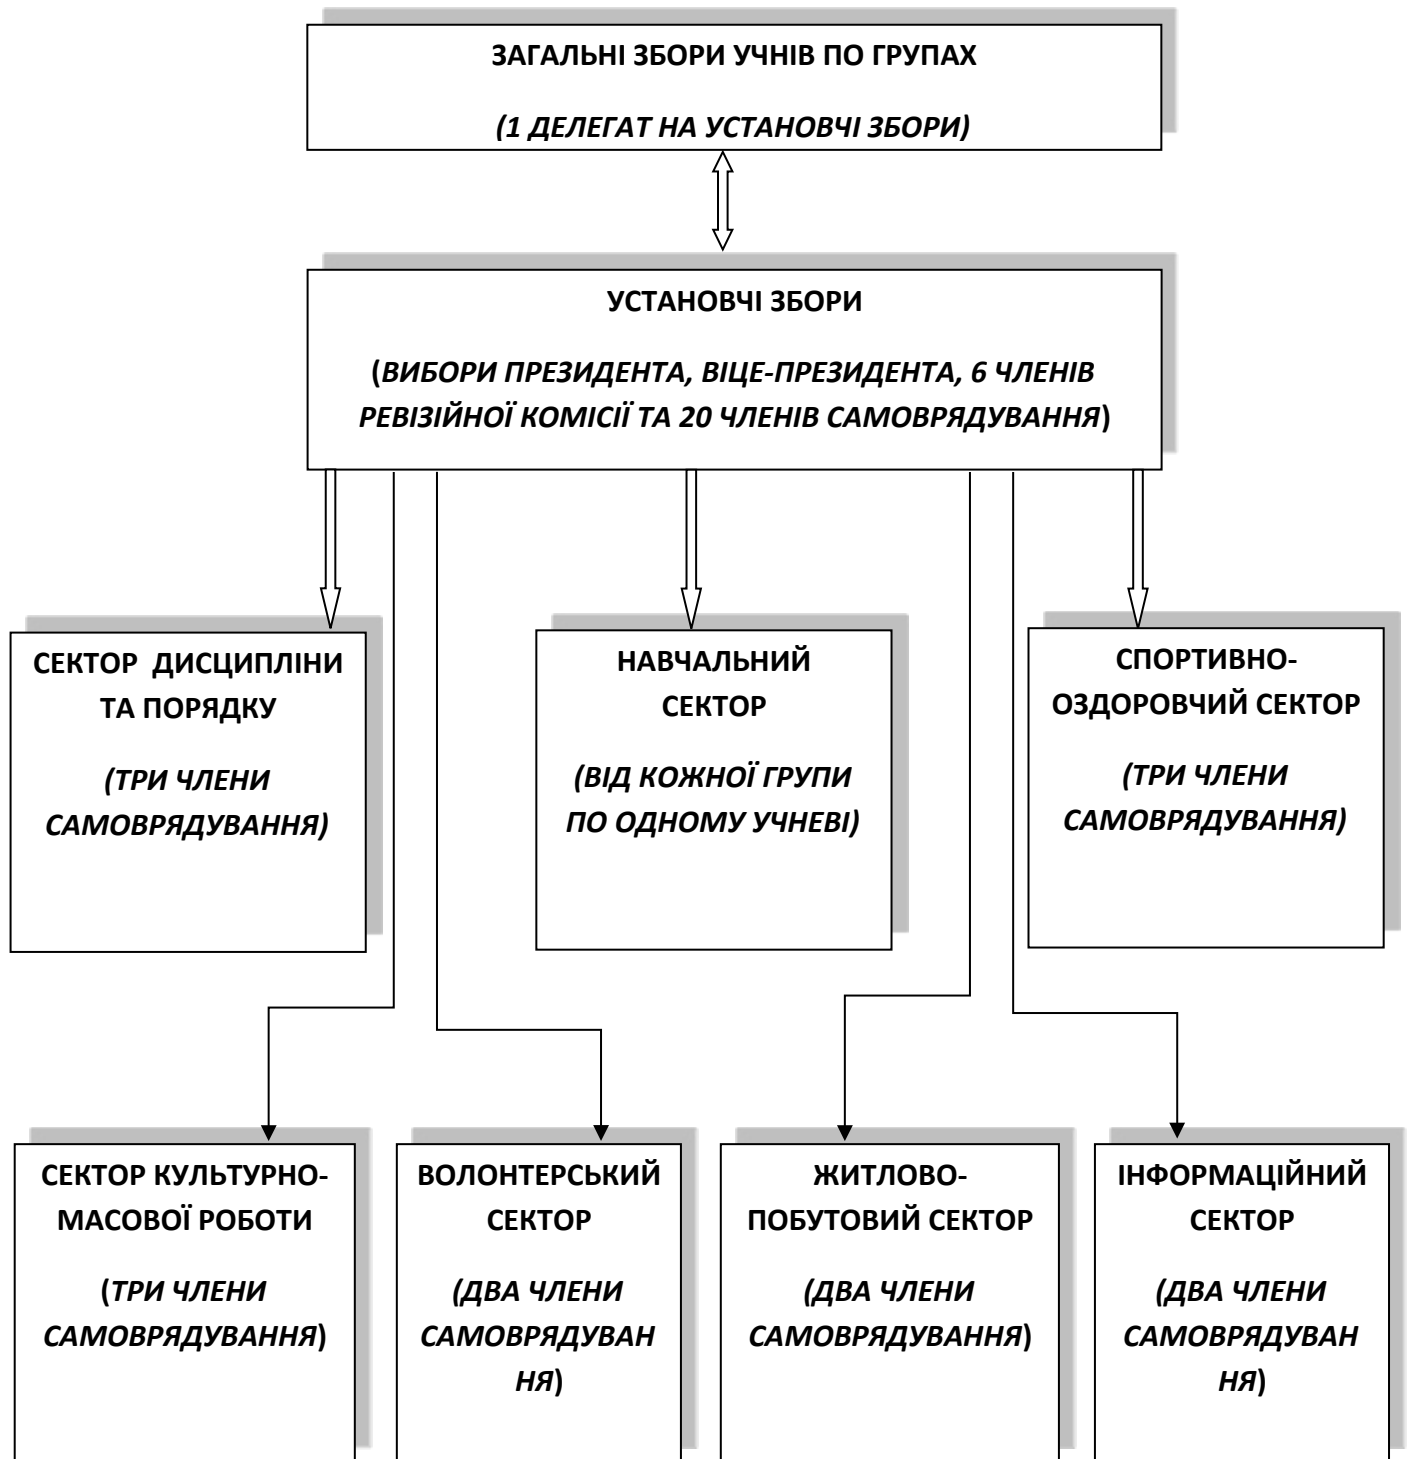 ЗАГАЛЬНІ ЗБОРИ УЧНІВ ПО ГРУПАХ
(1 ДЕЛЕГАТ НА УСТАНОВЧІ ЗБОРИ)
УСТАНОВЧІ ЗБОРИ
(ВИБОРИ ПРЕЗИДЕНТА, ВІЦЕ-ПРЕЗИДЕНТА, 6 ЧЛЕНІВ
РЕВІЗІЙНОЇ КОМІСІЇ ТА 20 ЧЛЕНІВ САМОВРЯДУВАННЯ)
СЕКТОР ДИСЦИПЛІНИ
ТА ПОРЯДКУ
(ТРИ ЧЛЕНИ
САМОВРЯДУВАННЯ)
НАВЧАЛЬНИЙ
СЕКТОР
(ВІД КОЖНОЇ ГРУПИ
ПО ОДНОМУ УЧНЕВІ)
СПОРТИВНО-
ОЗДОРОВЧИЙ СЕКТОР
(ТРИ ЧЛЕНИ
САМОВРЯДУВАННЯ)
СЕКТОР КУЛЬТУРНО-
МАСОВОЇ РОБОТИ
(ТРИ ЧЛЕНИ
САМОВРЯДУВАННЯ)
ВОЛОНТЕРСЬКИЙ
СЕКТОР
(ДВА ЧЛЕНИ
САМОВРЯДУВАН
НЯ)
ЖИТЛОВО-
ПОБУТОВИЙ СЕКТОР
(ДВА ЧЛЕНИ
САМОВРЯДУВАННЯ)
ІНФОРМАЦІЙНИЙ
СЕКТОР
(ДВА ЧЛЕНИ
САМОВРЯДУВАН
НЯ)